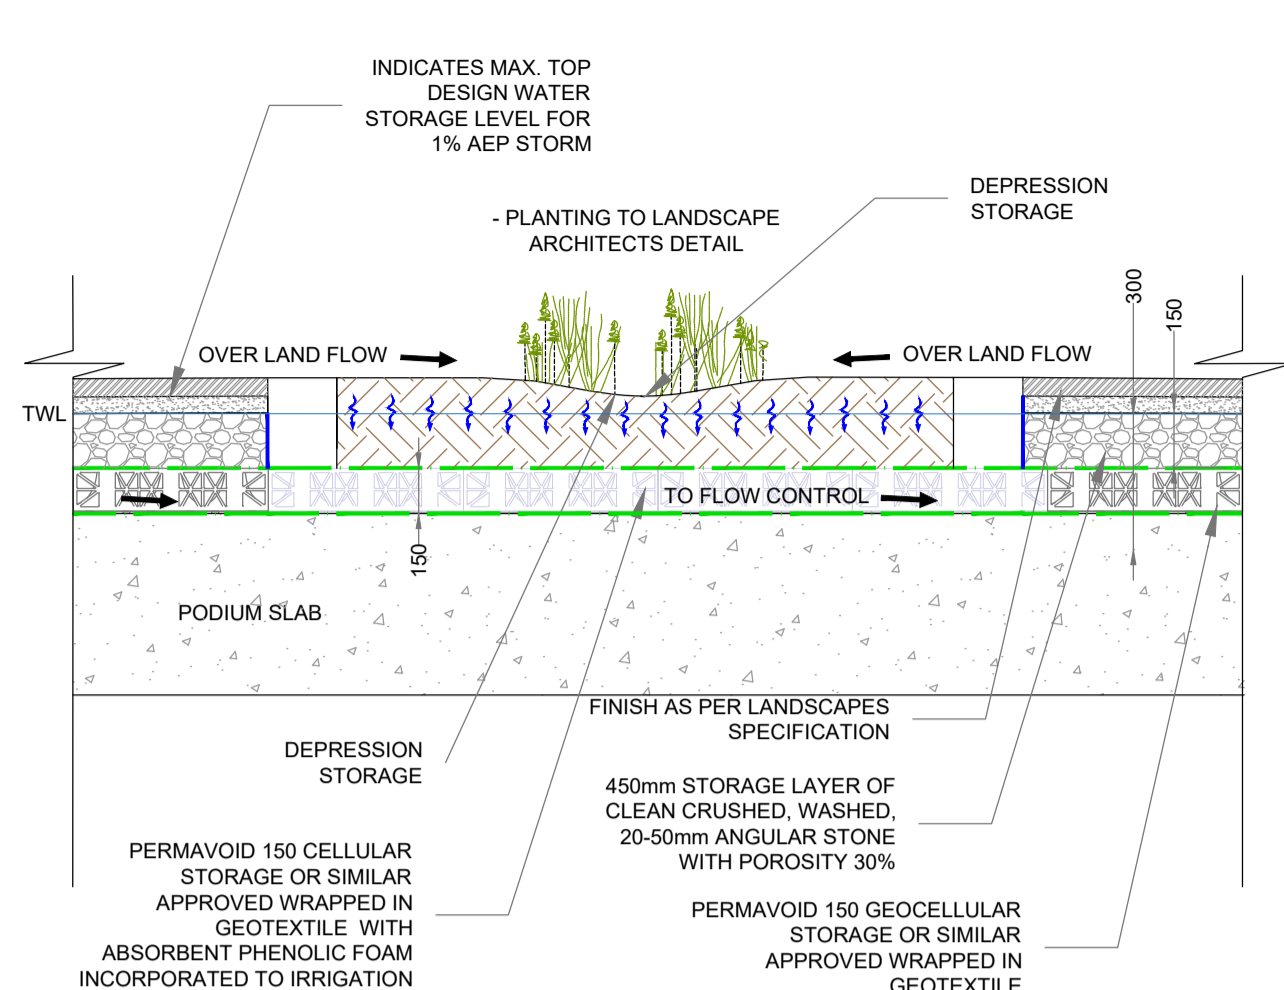 INDICATES MAX. TOP
DESIGN WATER
STORAGE LEVEL FOR
1% AEP STORM
DEPRESSION
STORAGE
- PLANTING TO LANDSCAPE
ARCHITECTS DETAIL
300
150
OVER LAND FLOW
OVER LAND FLOW
TWL
TO FLOW CONTROL
150
PODIUM SLAB
FINISH AS PER LANDSCAPES
SPECIFICATION
DEPRESSION
STORAGE
450mm STORAGE LAYER OF
CLEAN CRUSHED, WASHED,
20-50mm ANGULAR STONE
WITH POROSITY 30%
PERMAVOID 150 CELLULAR
STORAGE OR SIMILAR
APPROVED WRAPPED IN
GEOTEXTILE  WITH
ABSORBENT PHENOLIC FOAM
INCORPORATED TO IRRIGATION
PERMAVOID 150 GEOCELLULAR
STORAGE OR SIMILAR
APPROVED WRAPPED IN
GEOTEXTILE